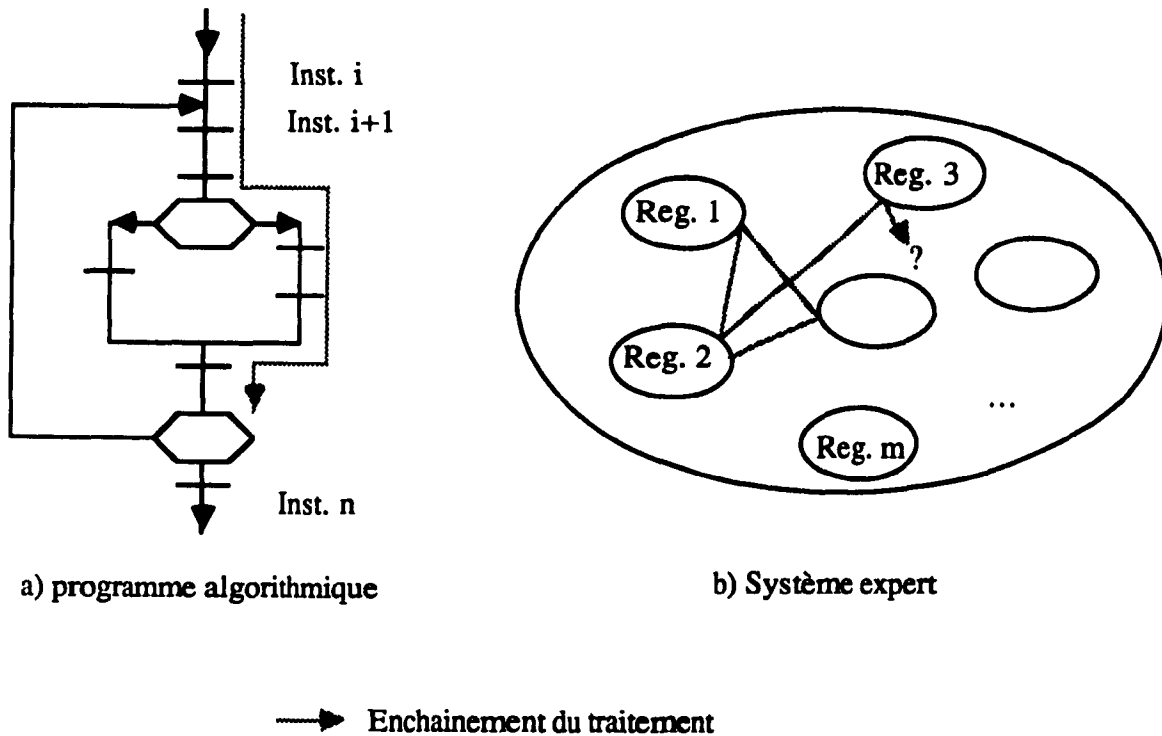 Inst. i
Inst. i+1
Reg. 3
Reg. 1
?
Reg. 2
...
Reg. m
Inst. n
a) programme algorithmique
b) Système expert
Enchainement du traitement